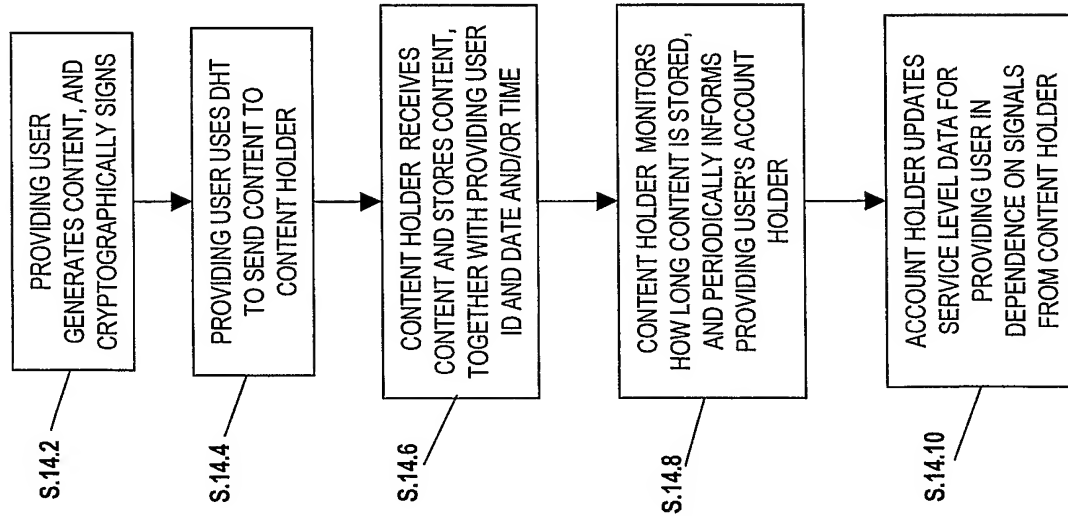 PROVIDING USER
GENERATES CONTENT, AND
CRYPTOGRAPHICALLY SIGNS
S.14.2
PROVIDING USER USES DHT
TO SEND CONTENT TO
CONTENT HOLDER
S.14.4
CONTENT HOLDER RECEIVES
CONTENT AND STORES CONTENT,
TOGETHER WITH PROVIDING USER
ID AND DATE AND/OR TIME
S.14.6
CONTENT HOLDER MONITORS
HOW LONG CONTENT IS STORED,
AND PERIODICALLY INFORMS
PROVIDING USER'S ACCOUNT
HOLDER
S.14.8
ACCOUNT HOLDER UPDATES
SERVICE LEVEL DATA FOR
PROVIDING USER IN
DEPENDENCE ON SIGNALS
FROM CONTENT HOLDER
S.14.10